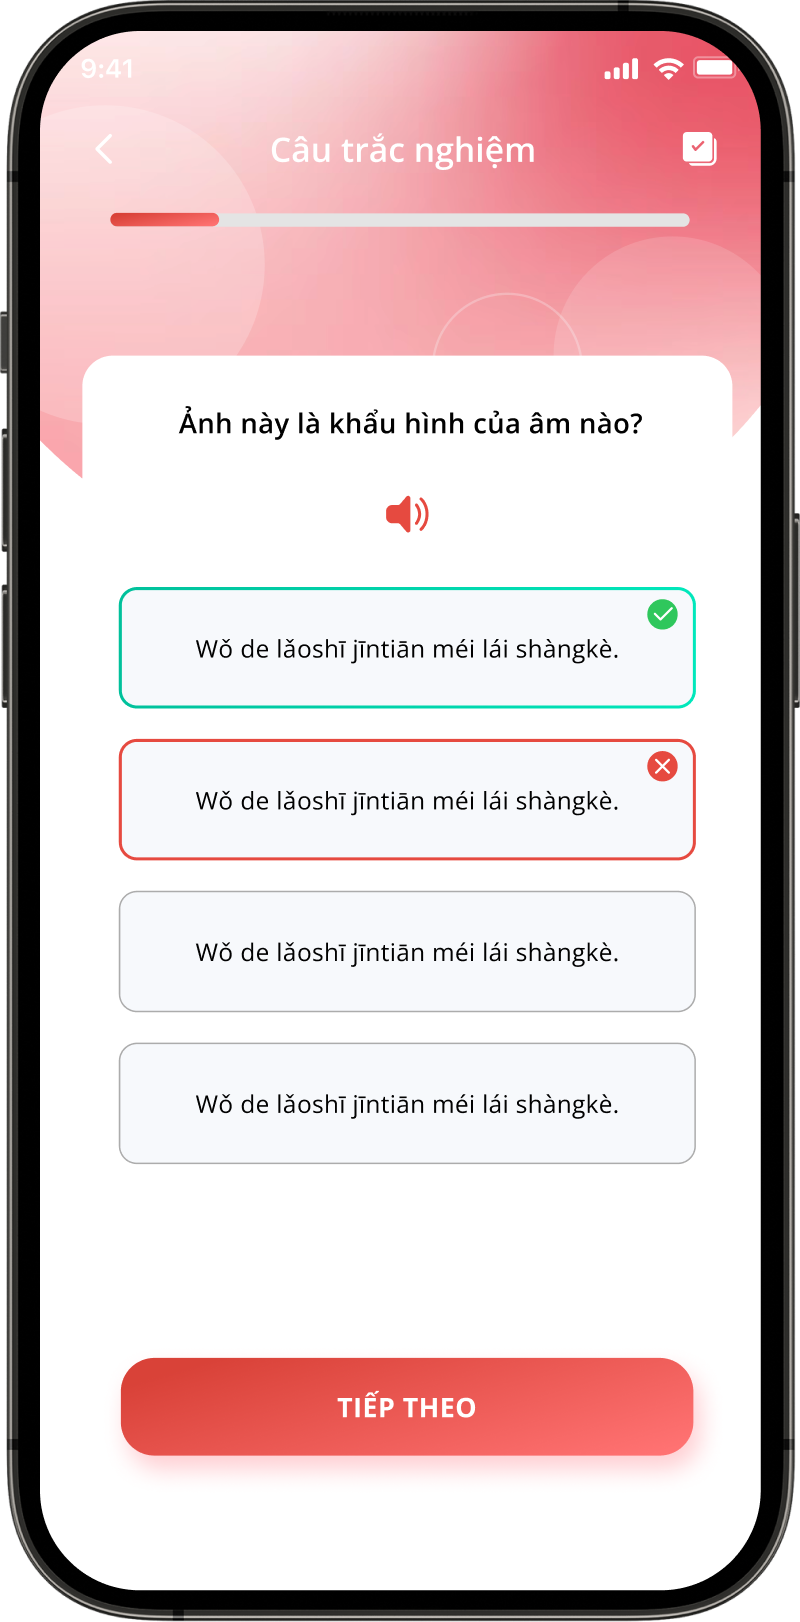 9:41
Câu trắc nghiệm
Ảnh này là khẩu hình của âm nào?
Wǒ de lǎoshī jīntiān méi lái shàngkè.
Wǒ de lǎoshī jīntiān méi lái shàngkè.
Wǒ de lǎoshī jīntiān méi lái shàngkè.
Wǒ de lǎoshī jīntiān méi lái shàngkè.
TIẾP THEO